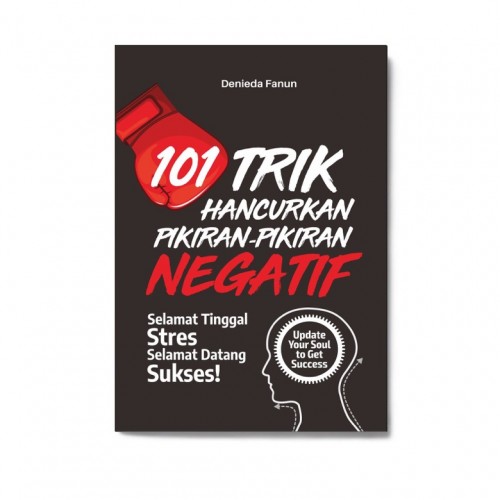 Denieda Fanun
101 TRIK
HANCURKAN
PIKIRAN-PIKIRAN
NEGATIF
Selamat Tinggal
Stres
Selamat Datang
Sukses!
Update
Your Soul
to Get
Success